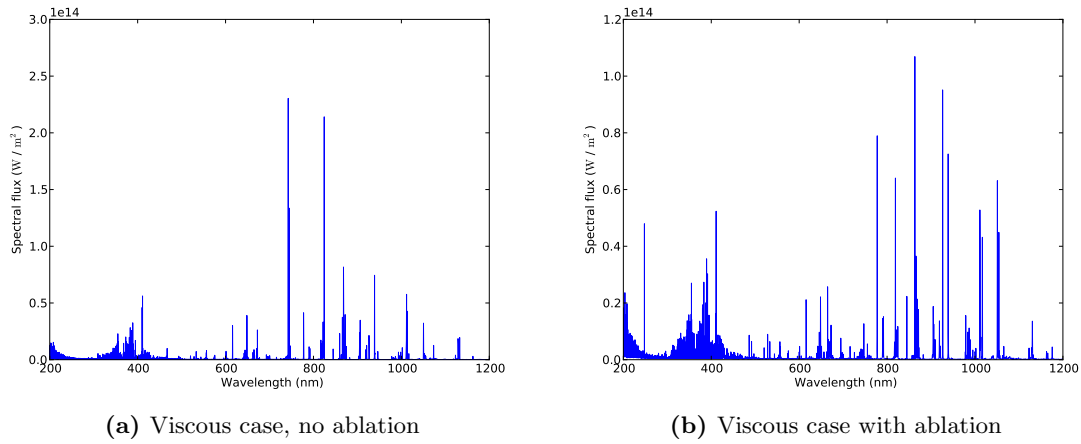 1e14
3.0
2.5
2.0
1.5
1.0
0.5
0.0
200 400 600 800 1000 1200
Spectral flux (W / m²)
Wavelength (nm)
(a) Viscous case, no ablation
1e14
1.2
1.0
0.8
0.6
0.4
0.2
0.0
200 400 600 800 1000 1200
Spectral flux (W / m²)
Wavelength (nm)
(b) Viscous case with ablation